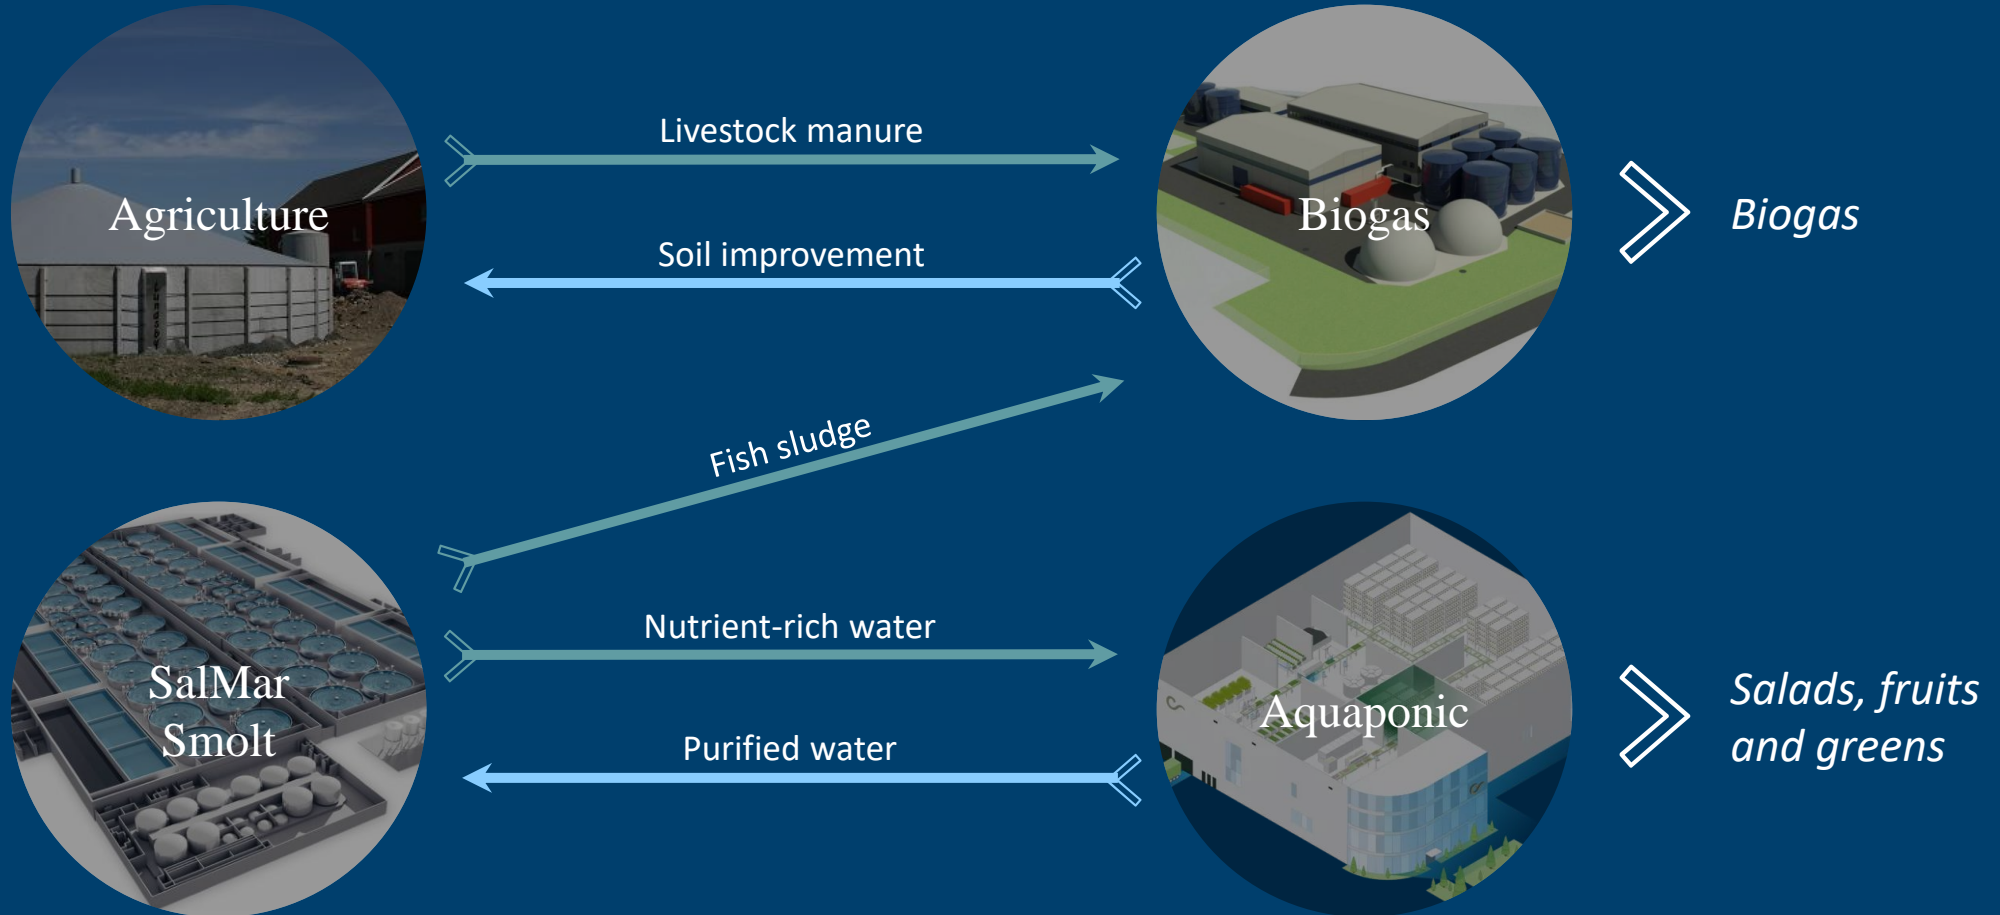 Agriculture
Livestock manure
Soil improvement
Biogas
Biogas
Fish sludge
SalMar
Smolt
Nutrient-rich water
Purified water
Aquaponic
Salads, fruits
and greens